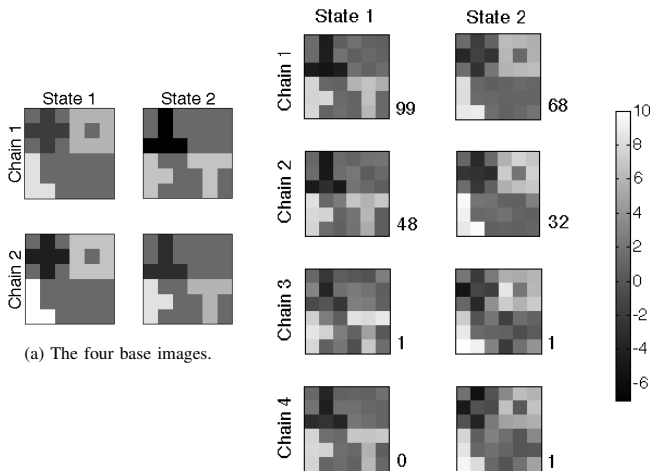 State 1 State 2
Chain 1
Chain 2
(a) The four base images.
State 1 State 2
Chain 1
99
68
Chain 2
48
32
Chain 3
1
1
Chain 4
0
1
10
8
6
4
2
0
-2
-4
-6